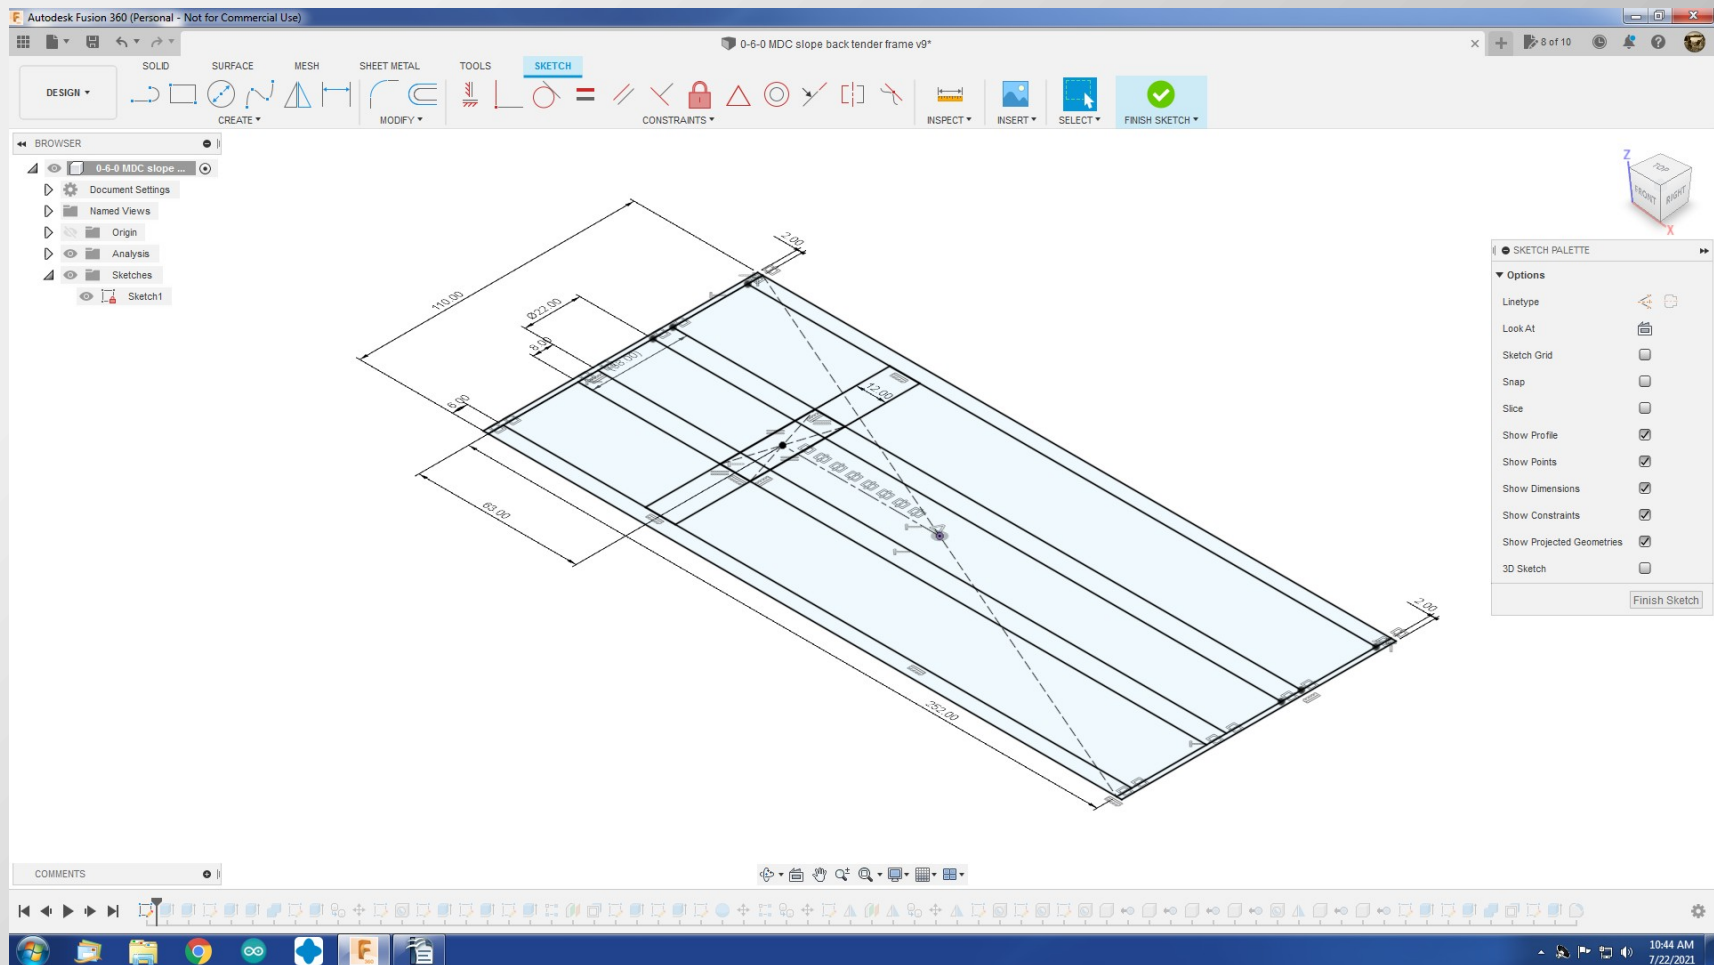 Autodesk Fusion 360 (Personal - Not for Commercial Use)
0-6-0 MDC slope back tender frame v9*
8 of 10
SOLID SURFACE MESH SHEET METAL TOOLS SKETCH
DESIGN
CREATE MODIFY CONSTRAINTS INSPECT INSERT SELECT FINISH SKETCH
BROWSER
0-6-0 MDC slope ...
Document Settings
Named Views
Origin
Analysis
Sketches
Sketch1
Z
TOP
FRONT
RIGHT
X
SKETCH PALETTE
Options
Linetype
Look At
Sketch Grid
Snap
Slice
Show Profile
Show Points
Show Dimensions
Show Constraints
Show Projected Geometries
3D Sketch
Finish Sketch
2.00
110.00
Ø22.00
8.00
(88.00)
6.00
12.00
63.00
252.00
2.00
COMMENTS
10:44 AM
7/22/2021